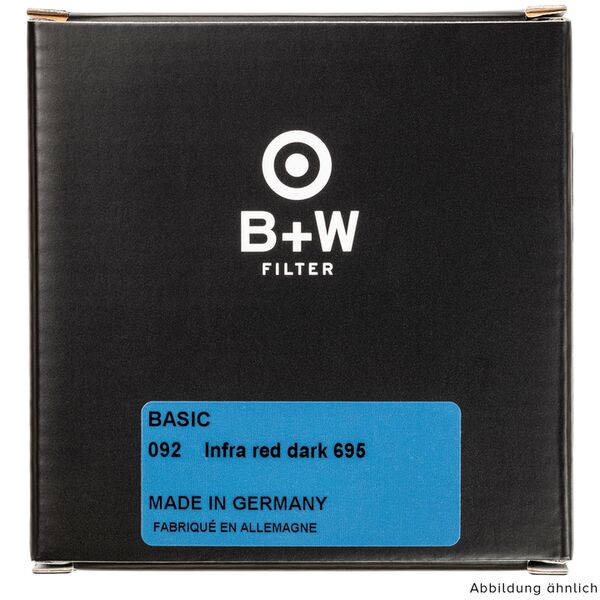 B+W
FILTER
BASIC
092 Infra red dark 695
MADE IN GERMANY
FABRIQUÉ EN ALLEMAGNE
Abbildung ähnlich